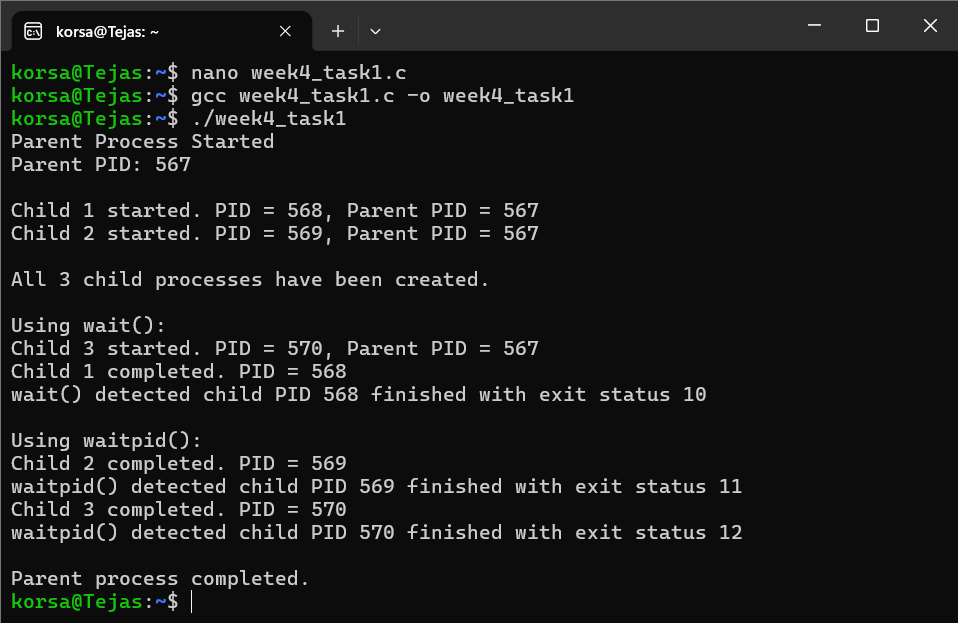 korsa@Tejas: ~
korsa@Tejas:~$ nano week4_task1.c
korsa@Tejas:~$ gcc week4_task1.c -o week4_task1
korsa@Tejas:~$ ./week4_task1
Parent Process Started
Parent PID: 567
Child 1 started. PID = 568, Parent PID = 567
Child 2 started. PID = 569, Parent PID = 567
All 3 child processes have been created.
Using wait():
Child 3 started. PID = 570, Parent PID = 567
Child 1 completed. PID = 568
wait() detected child PID 568 finished with exit status 10
Using waitpid():
Child 2 completed. PID = 569
waitpid() detected child PID 569 finished with exit status 11
Child 3 completed. PID = 570
waitpid() detected child PID 570 finished with exit status 12
Parent process completed.
korsa@Tejas:~$